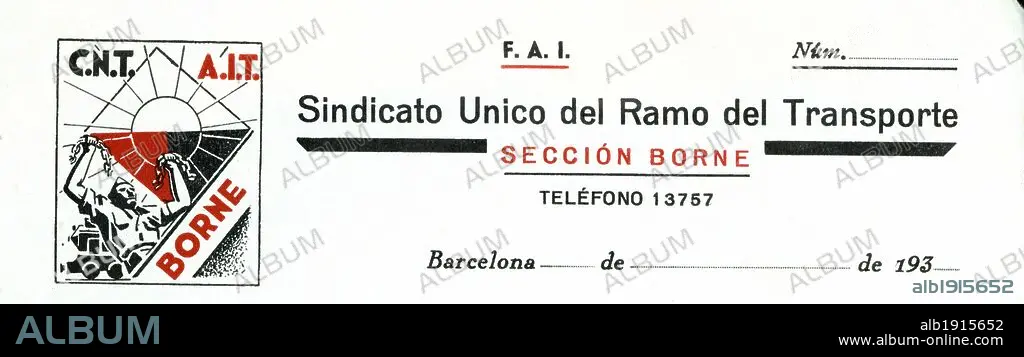 C.N.T. A.I.T.
BORNE
F. A. I.
Núm.
Sindicato Unico del Ramo del Transporte
SECCIÓN BORNE
TELÉFONO 13757
Barcelona de de 193
ALBUM
alb1915652
ALBUM
alb1915652
www.album-online.com